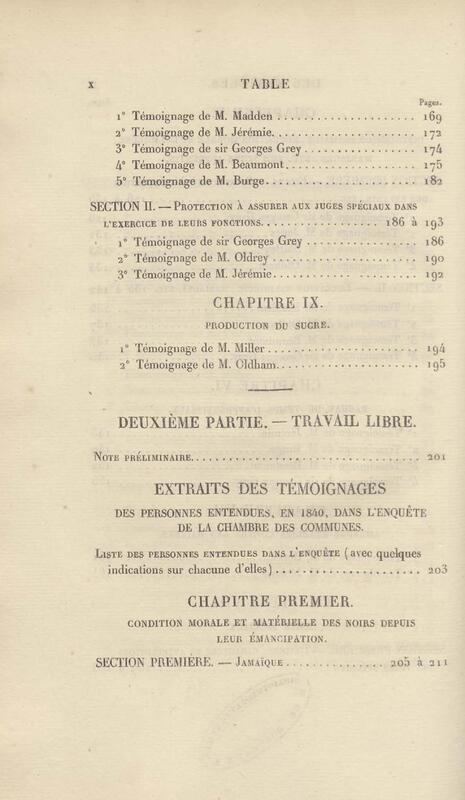 x TABLE
Pages.
1° Témoignage de M. Madden .................... 169
2° Témoignage de M. Jérémie.................... 172
3° Témoignage de sir Georges Grey .................... 174
4° Témoignage de M. Beaumont.................... 175
5° Témoignage de M. Burge.................... 182
SECTION II. — Protection à assurer aux juges spéciaux dans
l'exercice de leurs fonctions.................... 186 à 193
1° Témoignage de sir Georges Grey .................... 186
2° Témoignage de M. Oldrey .................... 190
3° Témoignage de M. Jérémie.................... 192
CHAPITRE IX.
PRODUCTION DU SUCRE.
1° Témoignage de M. Miller .................... 194
2° Témoignage de M. Oldham.................... 195
DEUXIÈME PARTIE. — TRAVAIL LIBRE.
Note préliminaire.................... 201
EXTRAITS DES TÉMOIGNAGES
DES PERSONNES ENTENDUES, EN 1840, DANS L'ENQUÊTE
DE LA CHAMBRE DES COMMUNES.
Liste des personnes entendues dans l'enquête (avec quelques
indications sur chacune d'elles).................... 203
CHAPITRE PREMIER.
CONDITION MORALE ET MATÉRIELLE DES NOIRS DEPUIS
LEUR ÉMANCIPATION.
SECTION PREMIÈRE. — Jamaïque .................... 205 à 211